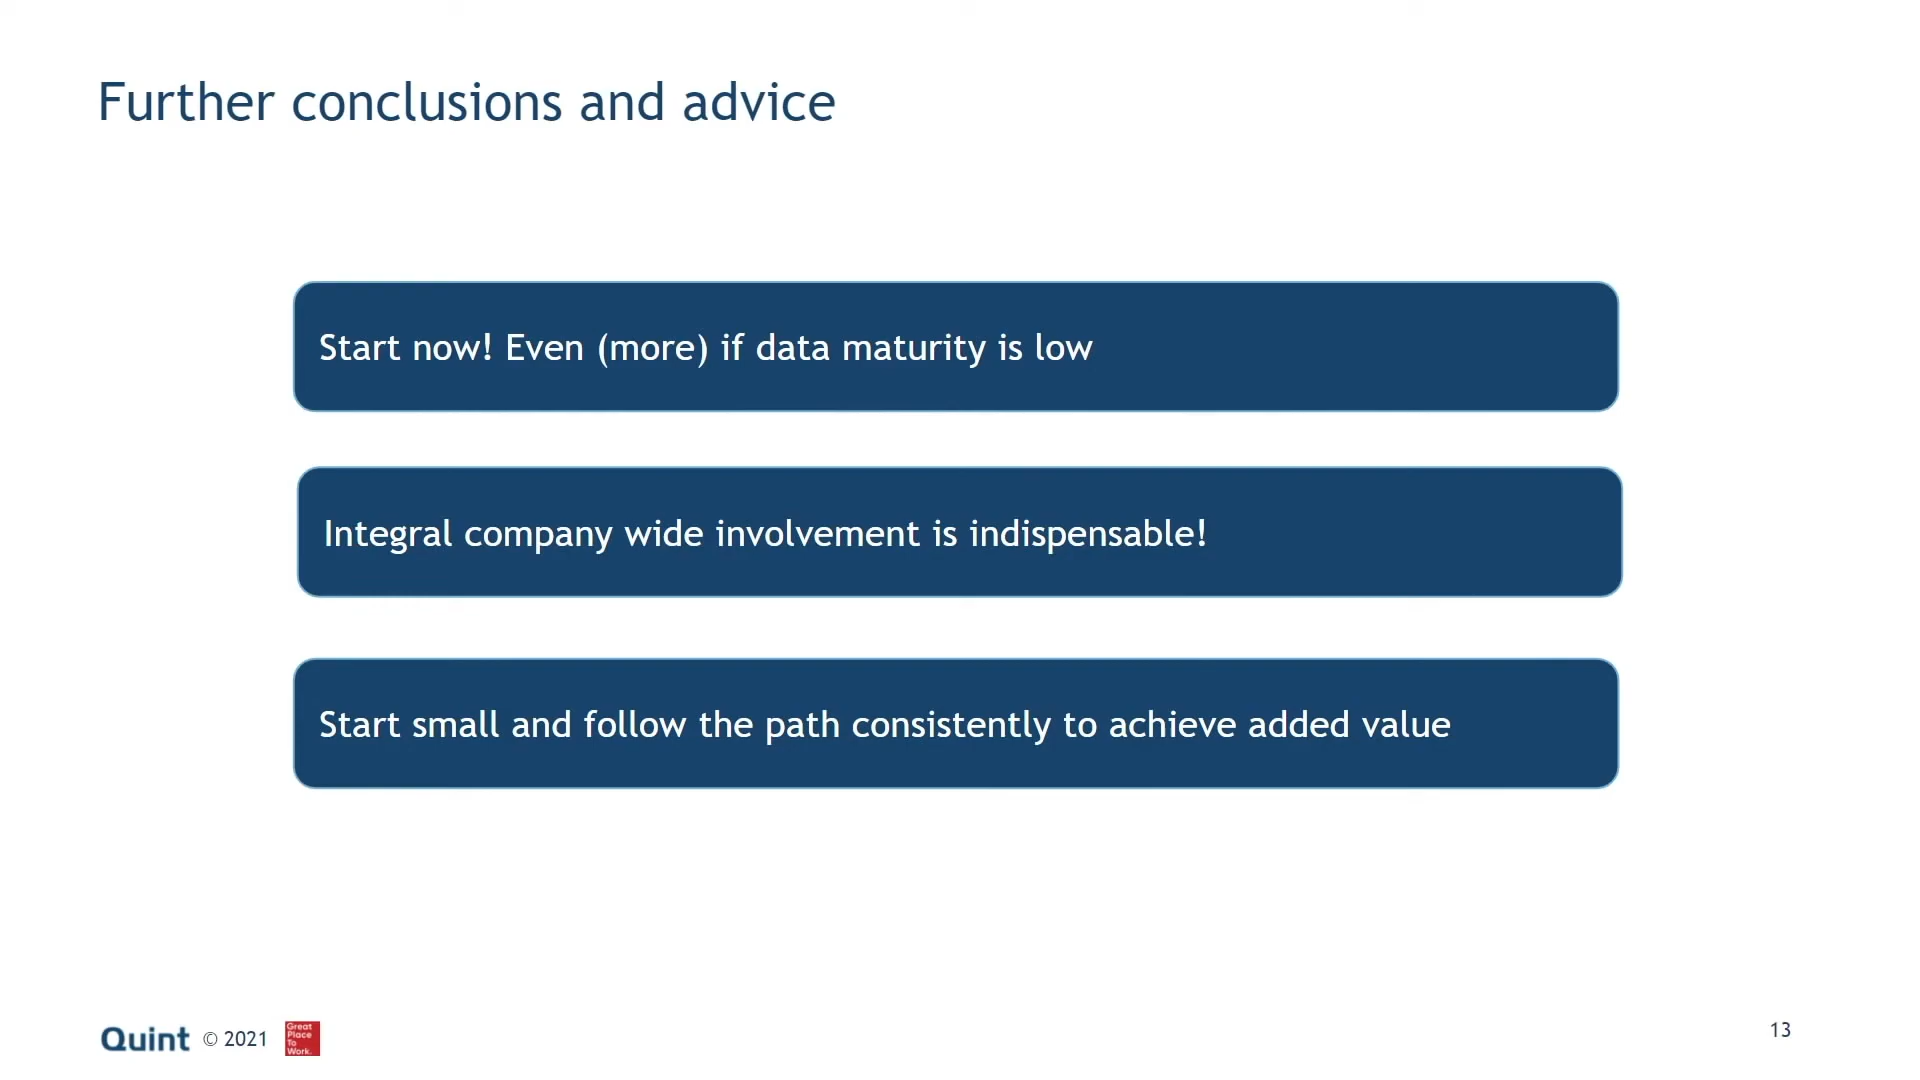 Further conclusions and advice
Start now! Even (more) if data maturity is low
Integral company wide involvement is indispensable!
Start small and follow the path consistently to achieve added value
Quint © 2021
Great
Place
To
Work.
13